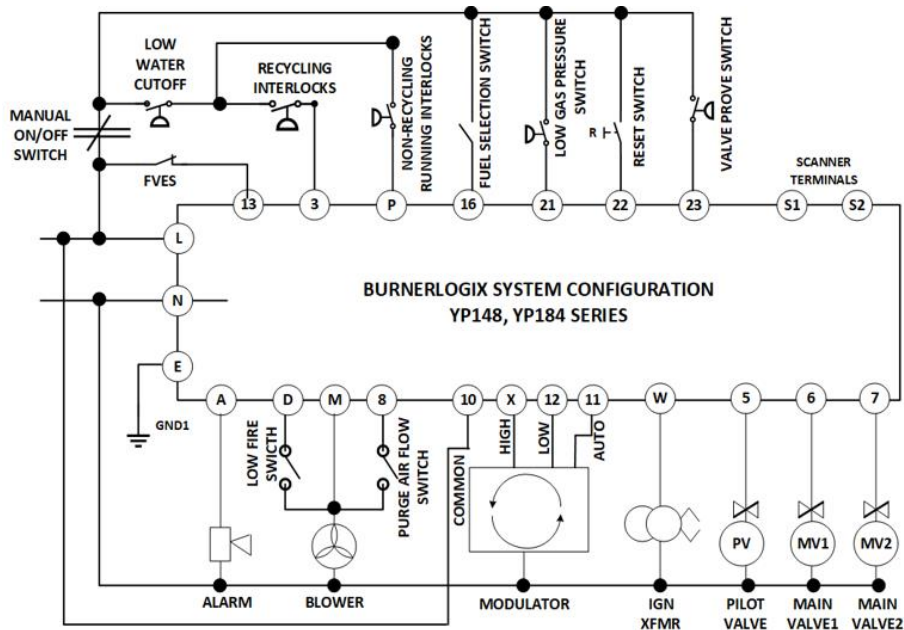 LOW
WATER
CUTOFF
RECYCLING
INTERLOCKS
MANUAL
ON/OFF
SWITCH
FVES
NON-RECYCLING
RUNNING INTERLOCKS
FUEL SELECTION SWITCH
LOW GAS PRESSURE
SWITCH
R
RESET SWITCH
VALVE PROVE SWITCH
SCANNER
TERMINALS
13
3
P
16
21
22
23
S1
S2
L
N
E
BURNERLOGIX SYSTEM CONFIGURATION
YP148, YP184 SERIES
GND1
A
D
M
8
10
X
12
11
W
5
6
7
LOW FIRE
SWICTH
PURGE AIR FLOW
SWITCH
COMMON
HIGH
LOW
AUTO
PV
MV1
MV2
ALARM
BLOWER
MODULATOR
IGN
XFMR
PILOT
VALVE
MAIN
VALVE1
MAIN
VALVE2